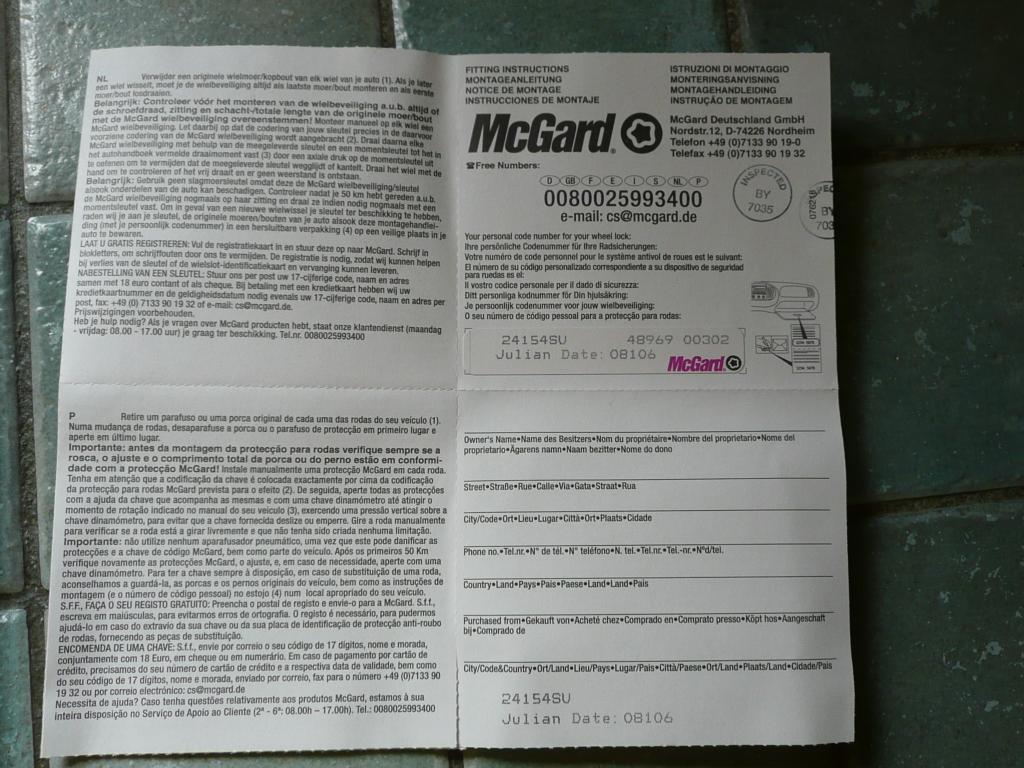 NL Verwijder een originele wielmoer/kopbout van elk wiel van je auto (1). Als je later
een wiel wisselt, moet je de wielbeveiliging altijd als laatste moer/bout monteren en als eerste
moer/bout losdraaien.
Belangrijk: Controleer vóór het monteren van de wielbeveiliging a.u.b. altijd of
de schroefdraad, zitting en schacht-/totale lengte van de originele moer/bout
met de McGard wielbeveiliging overeenstemmen! Monteer manueel op elk wiel een
McGard wielbeveiliging. Let daarbij op dat de codering van jouw sleutel precies in de daarvoor
voorziene codering van de McGard wielbeveiliging wordt aangebracht (2). Draai daarna elke
McGard wielbeveiliging met behulp van de meegeleverde sleutel en een momentsleutel tot het in
het autohandboek vermelde draaimoment vast (3) door een axiale druk op de momentsleutel uit
te oefenen om te vermijden dat de meegeleverde sleutel wegglijdt of kantelt. Draai het wiel met de
hand om te controleren of het vrij draait en er geen weerstand is ontstaan.
Belangrijk: Gebruik geen slagmoersleutel omdat deze de McGard wielbeveiliging/sleutel
alsook onderdelen van de auto kan beschadigen. Controleer nadat je 50 km hebt gereden a.u.b.
de McGard wielbeveiliging nogmaals op haar zitting en draai ze indien nodig nogmaals met een
momentsleutel vast. Om in geval van een nieuwe wielwissel je sleutel ter beschikking te hebben,
raden wij je aan je sleutel, de originele moeren/bouten van je auto alsook deze montagehandlei-
ding (met je persoonlijk codenummer) in een hersluitbare verpakking (4) op een veilige plaats in je
auto te bewaren.
LAAT U GRATIS REGISTREREN: Vul de registratiekaart in en stuur deze op naar McGard. Schrijf in
blokletters, om schrijffouten door ons te vermijden. De registratie is nodig, zodat wij kunnen helpen
bij verlies van de sleutel of de wielslot-identificatiekaart en vervanging kunnen leveren.
NABESTELLING VAN EEN SLEUTEL: Stuur ons per post uw 17-cijferige code, naam en adres
samen met 18 euro contant of als cheque. Bij betaling met een kredietkaart hebben wij uw
kredietkaartnummer en de geldigheidsdatum nodig evenals uw 17-cijferige code, naam en adres per
post, fax: +49 (0) 7133 90 19 32 of e-mail: cs@mcgard.de.
Prijswijzigingen voorbehouden.
Heb je hulp nodig? Als je vragen over McGard producten hebt, staat onze klantendienst (maandag
- vrijdag: 08.00 - 17.00 uur) je graag ter beschikking. Tel.nr. 0080025993400
FITTING INSTRUCTIONS
MONTAGEANLEITUNG
NOTICE DE MONTAGE
INSTRUCCIONES DE MONTAJE
ISTRUZIONI DI MONTAGGIO
MONTERINGSANVISNING
MONTAGEHANDLEIDING
INSTRUÇÃO DE MONTAGEM
McGard®
McGard Deutschland GmbH
Nordstr.12, D-74226 Nordheim
Telefon +49 (0)7133 90 19-0
Telefax +49 (0)7133 90 19 32
☎Free Numbers:
D GB F E I S NL P
0080025993400
e-mail: cs@mcgard.de
INSPECTED
BY
7035
BY
703
Your personal code number for your wheel lock:
Ihre persönliche Codenummer für Ihre Radsicherungen:
Votre numéro de code personnel pour le système antivol de roues est le suivant:
El número de su código personalizado correspondiente a su dispositivo de seguridad
para ruedas es el:
Il vostro codice personale per il dado di sicurezza:
Ditt personliga kodnummer för Din hjulsäkring:
Je persoonlijk codenummer voor jouw wielbeveiliging:
O seu número de código pessoal para a protecção para rodas:
24154SU 48969 00302
Julian Date: 08106 McGard
P Retire um parafuso ou uma porca original de cada uma das rodas do seu veículo (1).
Numa mudança de rodas, desaparafuse a porca ou o parafuso de protecção em primeiro lugar e
aperte em último lugar.
Importante: antes da montagem da protecção para rodas verifique sempre se a
rosca, o ajuste e o comprimento total da porca ou do perno estão em conformi-
dade com a protecção McGard! Instale manualmente uma protecção McGard em cada roda.
Tenha em atenção que a codificação da chave é colocada exactamente por cima da codificação
da protecção para rodas McGard prevista para o efeito (2). De seguida, aperte todas as protecções
com a ajuda da chave que acompanha as mesmas e com uma chave dinamómetro até atingir o
momento de rotação indicado no manual do seu veículo (3), exercendo uma pressão vertical sobre a
chave dinamómetro, para evitar que a chave fornecida deslize ou emperre. Gire a roda manualmente
para verificar se a roda está a girar livremente e que não tenha sido criada nenhuma limitação.
Importante: não utilize nenhum aparafusador pneumático, uma vez que este pode danificar as
protecções e a chave de código McGard, bem como parte do veículo. Após os primeiros 50 Km
verifique novamente as protecções McGard, o ajuste, e, em caso de necessidade, aperte com uma
chave dinamómetro. Para ter a chave sempre à disposição, em caso de substituição de uma roda,
aconselhamos a guardá-la, as porcas e os pernos originais do veículo, bem como as instruções de
montagem (e o número de código pessoal) no estojo (4) num local apropriado do seu veículo.
S.F.F., FAÇA O SEU REGISTO GRATUITO: Preencha o postal de registo e envie-o para a McGard. S.f.f.,
escreva em maiúsculas, para evitarmos erros de ortografia. O registo é necessário, para pudermos
ajudá-lo em caso do extravio da sua chave ou da sua placa de identificação de protecção anti-roubo
de rodas, fornecendo as peças de substituição.
ENCOMENDA DE UMA CHAVE: S.f.f., envie por correio o seu código de 17 dígitos, nome e morada,
conjuntamente com 18 Euro, em cheque ou em numerário. Em caso de pagamento por cartão de
crédito, precisamos do seu número do cartão de crédito e a respectiva data de validade, bem como
do seu código de 17 dígitos, nome e morada, enviado por correio, fax para o número +49 (0)7133 90
19 32 ou por correio electrónico: cs@mcgard.de
Necessita de ajuda? Caso tenha questões relativamente aos produtos McGard, estamos à sua
inteira disposição no Serviço de Apoio ao Cliente (2ª - 6ª: 08.00h – 17.00h). Tel.: 0080025993400
Owner's Name•Name des Besitzers•Nom du propriétaire•Nombre del proprietario•Nome del
proprietario•Ägarens namn•Naam bezitter•Nome do dono
Street•Straße•Rue•Calle•Via•Gata•Straat•Rua
City/Code•Ort•Lieu•Lugar•Città•Ort•Plaats•Cidade
Phone no.•Tel.nr.•N° de tél.•N° teléfono•N. tel.•Tel.nr.•Tel.-nr.•N°d/tel.
Country•Land•Pays•País•Paese•Land•Land•País
Purchased from•Gekauft von•Acheté chez•Comprado en•Comprato presso•Köpt hos•Aangeschaft
bij•Comprado de
City/Code&Country•Ort/Land•Lieu/Pays•Lugar/País•Città/Paese•Ort/Land•Plaats/Land•Cidade/País
24154SU
Julian Date: 08106